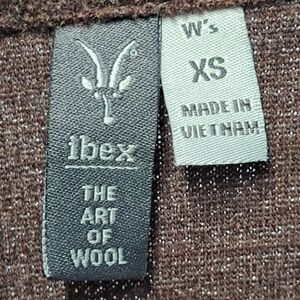 ibex
THE
ART
OF
WOOL
W's
XS
MADE IN
VIETNAM